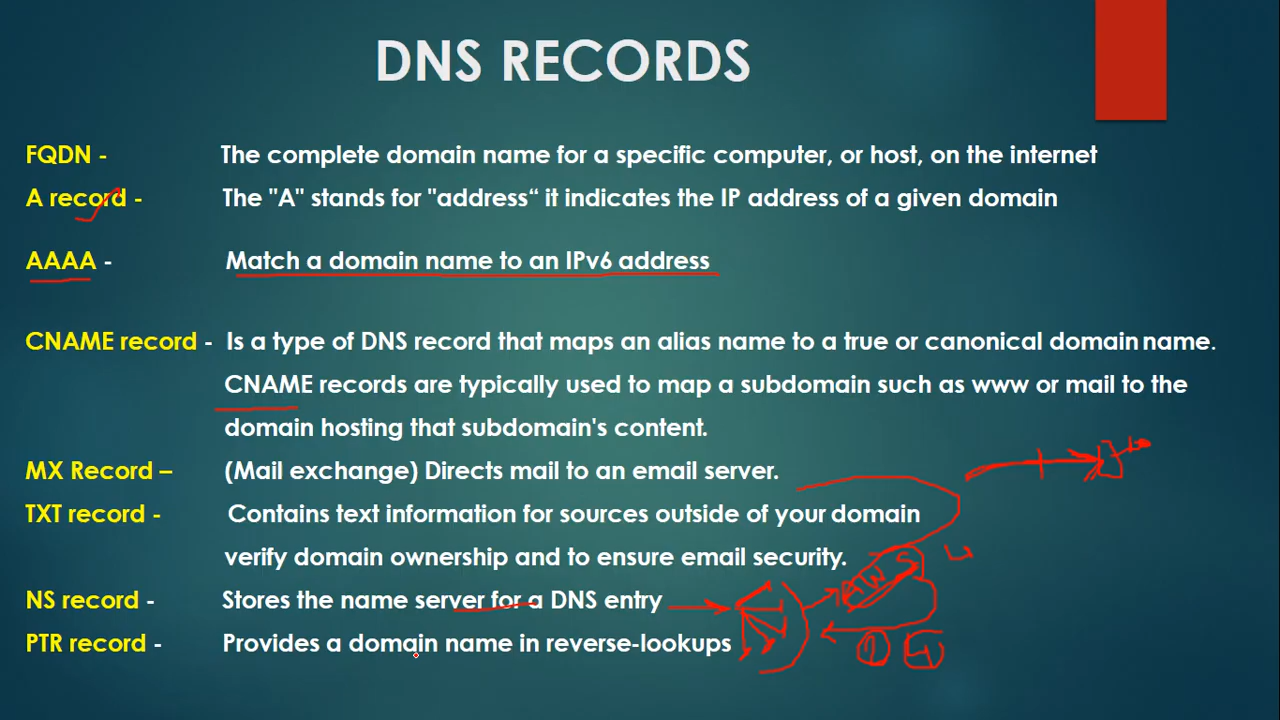 DNS RECORDS
FQDN - The complete domain name for a specific computer, or host, on the internet
A record - The "A" stands for "address“ it indicates the IP address of a given domain
AAAA - Match a domain name to an IPv6 address
CNAME record - Is a type of DNS record that maps an alias name to a true or canonical domain name.
CNAME records are typically used to map a subdomain such as www or mail to the
domain hosting that subdomain's content.
MX Record – (Mail exchange) Directs mail to an email server.
TXT record - Contains text information for sources outside of your domain
verify domain ownership and to ensure email security.
NS record - Stores the name server for a DNS entry
AWS
PTR record - Provides a domain name in reverse-lookups